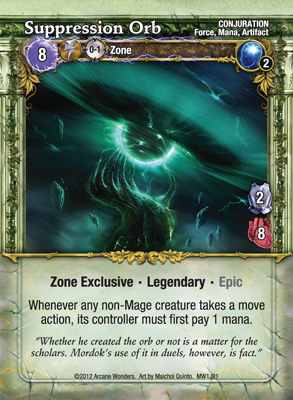 Suppression Orb
CONJURATION
Force, Mana, Artifact
8
0-1
Zone
2
2
8
Zone Exclusive • Legendary • Epic
Whenever any non-Mage creature takes a move
action, its controller must first pay 1 mana.
"Whether he created the orb or not is a matter for the
scholars. Mordok's use of it in duels, however, is fact."
©2012 Arcane Wonders. Art by Maichol Quinto. MW1J21